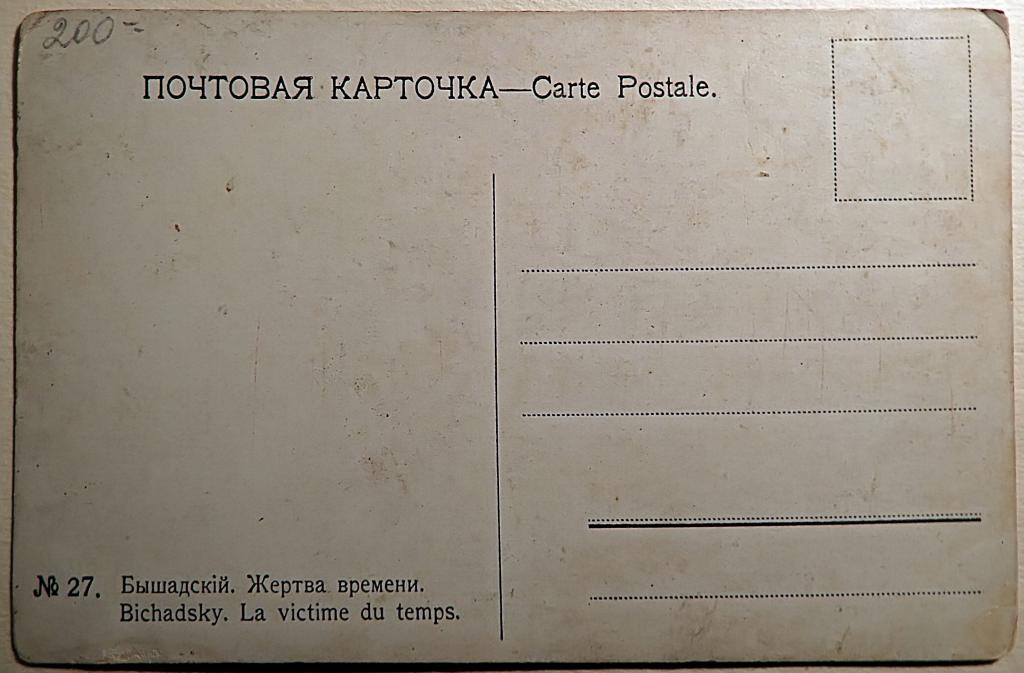 200-
ПОЧТОВАЯ КАРТОЧКА—Carte Postale.
№ 27. Бышадскій. Жертва времени.
Bichadsky. La victime du temps.